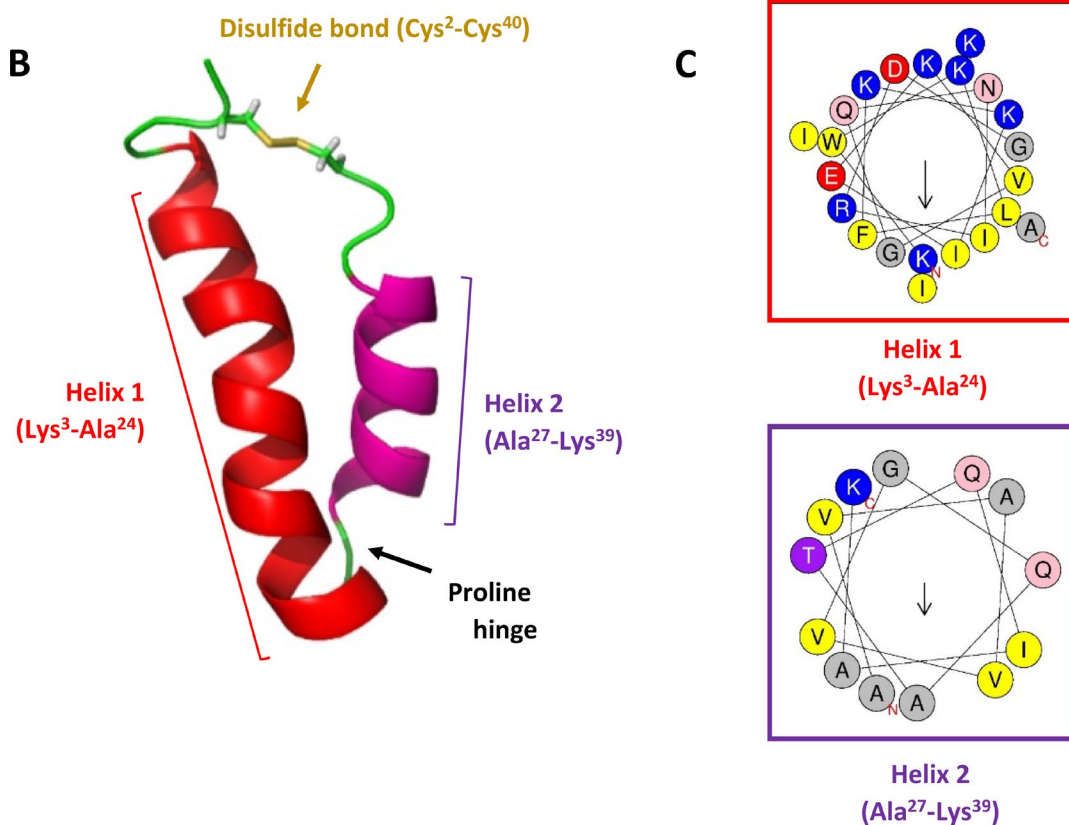 Disulfide bond (Cys²-Cys⁴⁰)
B
Helix 1
(Lys³-Ala²⁴)
Helix 2
(Ala²⁷-Lys³⁹)
Proline
hinge
C
K
D K K
K N
Q K
I W G
E V
R L A C
F I
G K N I
I
Helix 1
(Lys³-Ala²⁴)
G Q
K C A
V
T Q
V I
A V
A N A
Helix 2
(Ala²⁷-Lys³⁹)